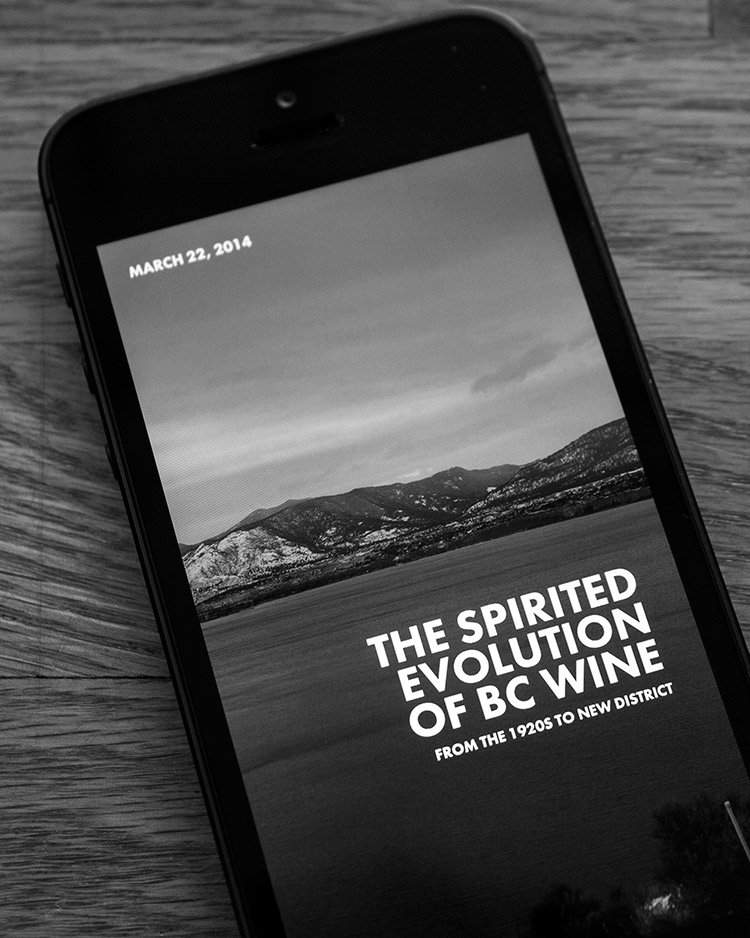 MARCH 22, 2014
THE SPIRITED
EVOLUTION
OF BC WINE
FROM THE 1920S TO NEW DISTRICT